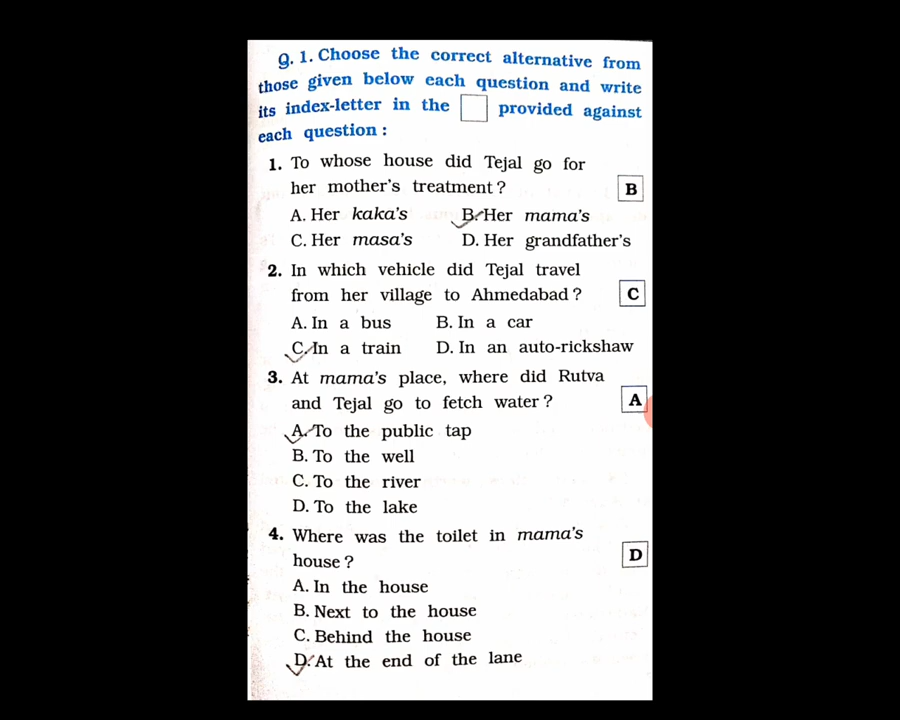 Q. 1. Choose the correct alternative from
those given below each question and write
its index-letter in the provided against
each question :
1. To whose house did Tejal go for
her mother's treatment ? B
A. Her kaka's B. Her mama's
C. Her masa's D. Her grandfather's
2. In which vehicle did Tejal travel
from her village to Ahmedabad ? C
A. In a bus B. In a car
C. In a train D. In an auto-rickshaw
3. At mama's place, where did Rutva
and Tejal go to fetch water ? A
A. To the public tap
B. To the well
C. To the river
D. To the lake
4. Where was the toilet in mama's
house ? D
A. In the house
B. Next to the house
C. Behind the house
D. At the end of the lane